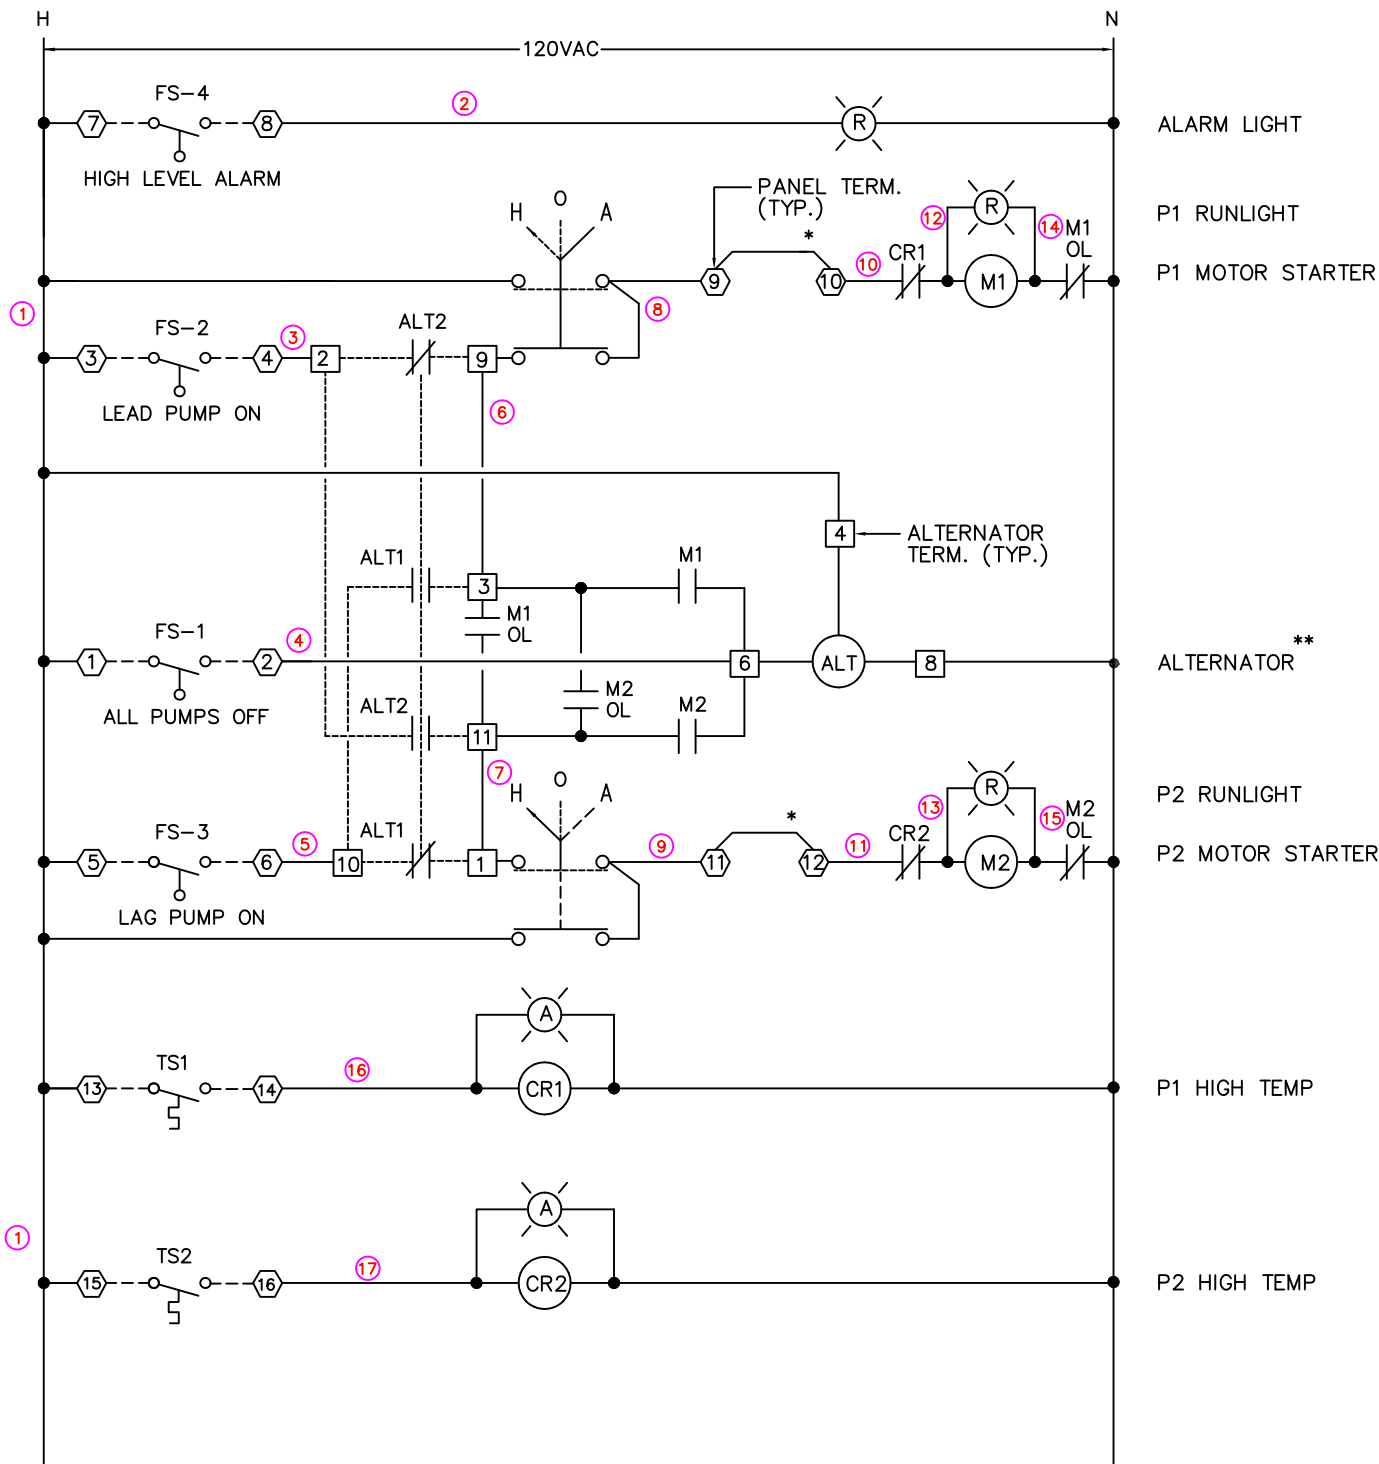 H N
120VAC
FS-4
2
7 8 R ALARM LIGHT
HIGH LEVEL ALARM
PANEL TERM.
(TYP.)
H O A
12 R 14 P1 RUNLIGHT
M1
OL
*
10 CR1
9 10 M1 P1 MOTOR STARTER
1
8
FS-2
3
ALT2
3 4 2 9
LEAD PUMP ON
6
4 ALTERNATOR
TERM. (TYP.)
ALT1
M1
3
M1
OL
FS-1
4
1 2 6 ALT 8 ALTERNATOR**
ALL PUMPS OFF
M2
OL
ALT2
M2
11
7
H O A
13 R 15 P2 RUNLIGHT
M2
OL
*
FS-3
5
ALT1
9
11
CR2
5 6 10 1 11 12 M2 P2 MOTOR STARTER
LAG PUMP ON
A
TS1
16
13 14 CR1 P1 HIGH TEMP
A
1
TS2
17
15 16 CR2 P2 HIGH TEMP